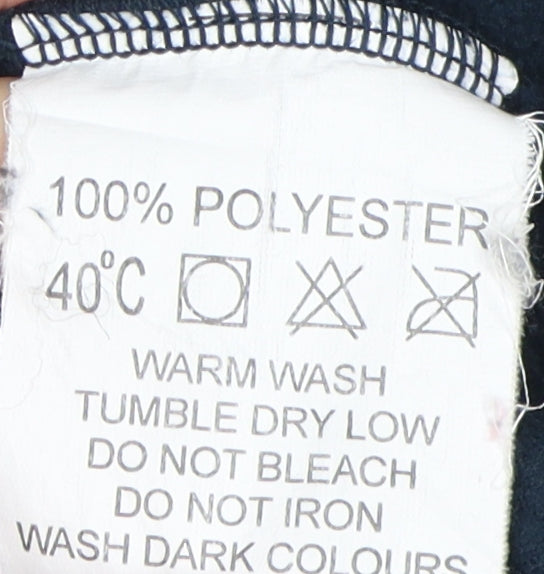 100% POLYESTER
40°C
WARM WASH
TUMBLE DRY LOW
DO NOT BLEACH
DO NOT IRON
WASH DARK COLOURS